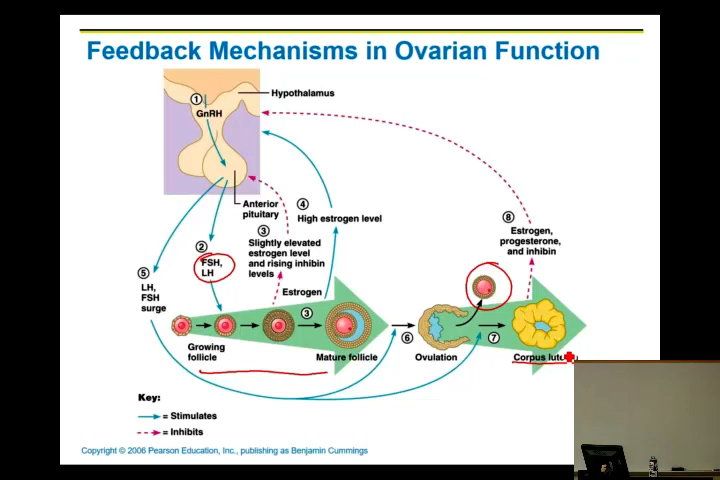 Feedback Mechanisms in Ovarian Function
Hypothalamus
1
GnRH
Anterior
pituitary
4
High estrogen level
3
Slightly elevated
estrogen level
and rising inhibin
levels
8
Estrogen,
progesterone,
and inhibin
2
FSH,
LH
5
LH,
FSH
surge
Estrogen
3
Growing
follicle
Mature follicle
6
Ovulation
7
Corpus
Key:
= Stimulates
= Inhibits
Copyright © 2006 Pearson Education, Inc., publishing as Benjamin Cummings